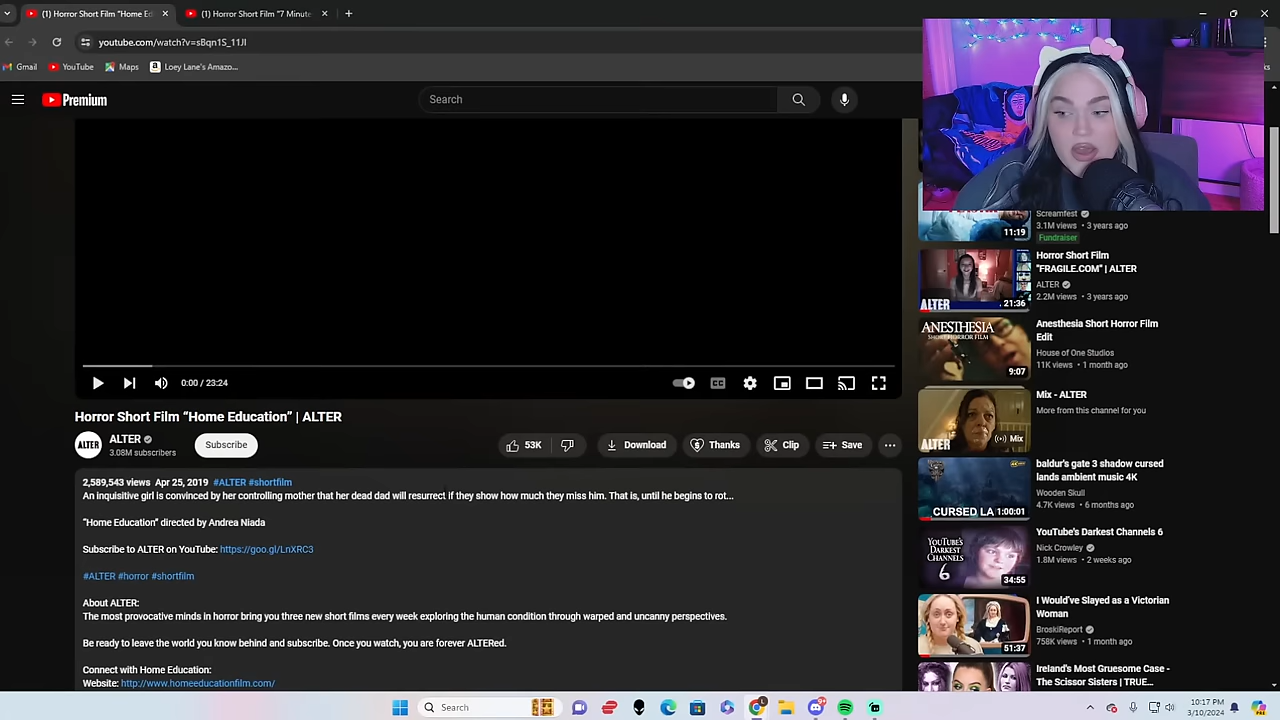 (1) Horror Short Film "Home Ed
(1) Horror Short Film "7 Minute
youtube.com/watch?v=sBqn1S_11JI
Gmail
YouTube
Maps
Loey Lane's Amazo...
Premium
Search
Screamfest
3.1M views • 3 years ago
Fundraiser
11:19
Horror Short Film
"FRAGILE.COM" | ALTER
ALTER
2.2M views • 3 years ago
ALTER
21:36
ANESTHESIA
SHORT HORROR FILM
9:07
Anesthesia Short Horror Film
Edit
House of One Studios
11K views • 1 month ago
0:00 / 23:24
Horror Short Film “Home Education” | ALTER
ALTER
ALTER
3.08M subscribers
Subscribe
53K
Download
Thanks
Clip
Save
ALTER
Mix
Mix - ALTER
More from this channel for you
CURSED LA
1:00:01
baldur's gate 3 shadow cursed
lands ambient music 4K
Wooden Skull
4.7K views • 6 months ago
2,589,543 views Apr 25, 2019 #ALTER #shortfilm
An inquisitive girl is convinced by her controlling mother that her dead dad will resurrect if they show how much they miss him. That is, until he begins to rot...
“Home Education” directed by Andrea Niada
Subscribe to ALTER on YouTube: https://goo.gl/LnXRC3
#ALTER #horror #shortfilm
About ALTER:
The most provocative minds in horror bring you three new short films every week exploring the human condition through warped and uncanny perspectives.
Be ready to leave the world you know behind, because once you watch, you are forever ALTERed.
Connect with Home Education:
Website: http://www.homeeducationfilm.com/
YOUTUBE'S
DARKEST
CHANNELS
6
34:55
YouTube's Darkest Channels 6
Nick Crowley
1.8M views • 2 weeks ago
51:37
I Would've Slayed as a Victorian
Woman
BroskiReport
758K views • 1 month ago
Ireland's Most Gruesome Case -
The Scissor Sisters | TRUE...
Search
10:17 PM
3/10/2024